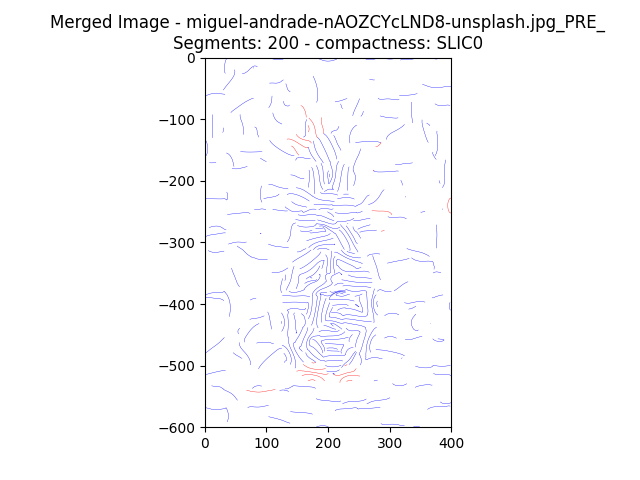 Merged Image - miguel-andrade-nAOZCYcLND8-unsplash.jpg_PRE_
Segments: 200 - compactness: SLIC0
0
−100
−200
−300
−400
−500
−600
0 100 200 300 400